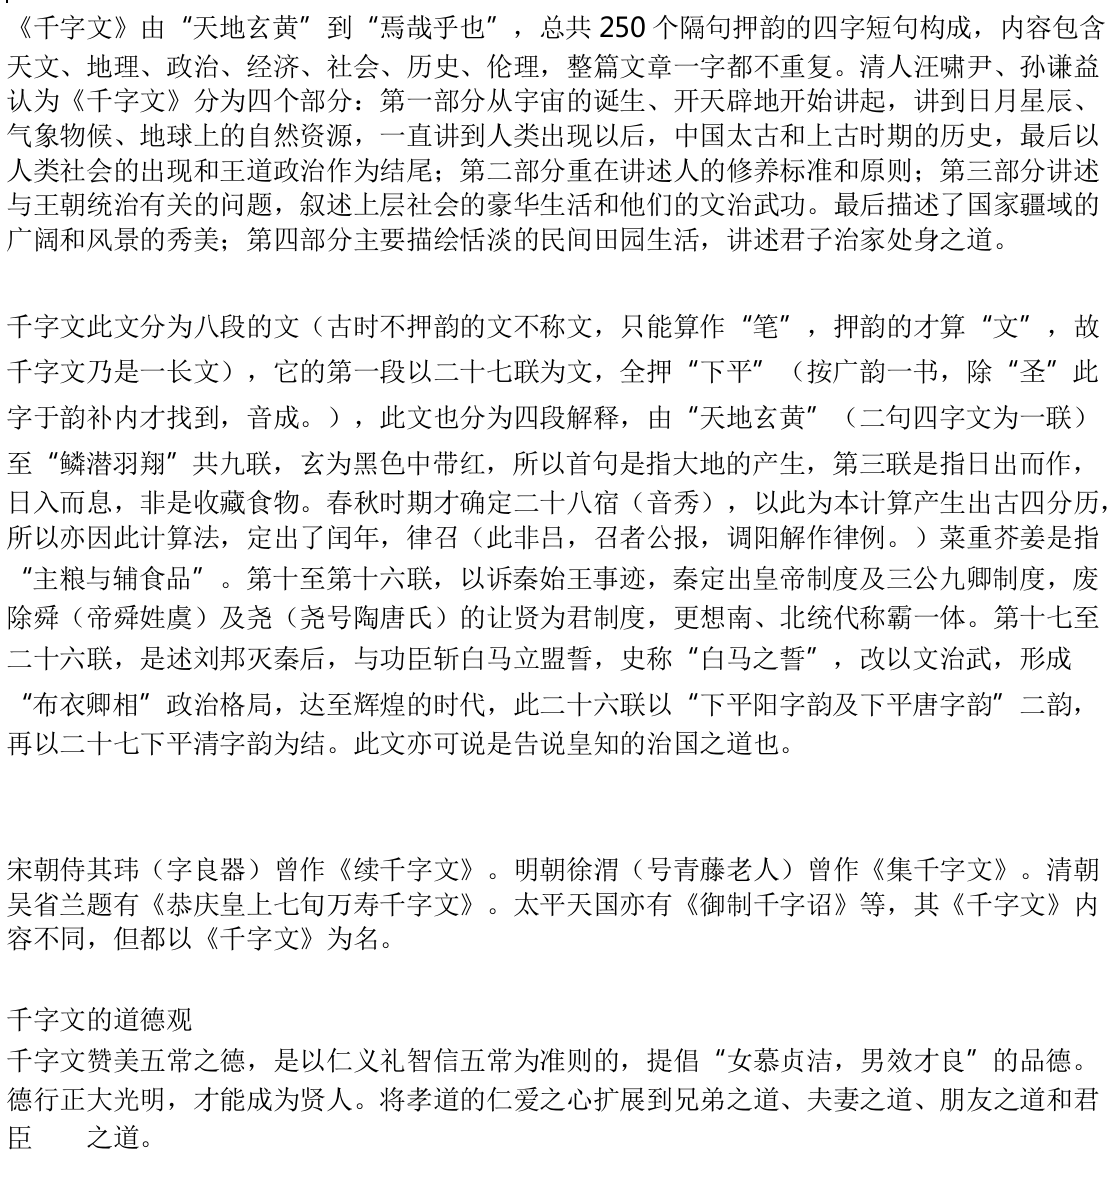 《千字文》由“天地玄黄”到“焉哉乎也”，总共 250 个隔句押韵的四字短句构成，内容包含
天文、地理、政治、经济、社会、历史、伦理，整篇文章一字都不重复。清人汪啸尹、孙谦益
认为《千字文》分为四个部分：第一部分从宇宙的诞生、开天辟地开始讲起，讲到日月星辰、
气象物候、地球上的自然资源，一直讲到人类出现以后，中国太古和上古时期的历史，最后以
人类社会的出现和王道政治作为结尾；第二部分重在讲述人的修养标准和原则；第三部分讲述
与王朝统治有关的问题，叙述上层社会的豪华生活和他们的文治武功。最后描述了国家疆域的
广阔和风景的秀美；第四部分主要描绘恬淡的民间田园生活，讲述君子治家处身之道。
千字文此文分为八段的文（古时不押韵的文不称文，只能算作“笔”，押韵的才算“文”，故
千字文乃是一长文），它的第一段以二十七联为文，全押“下平”（按广韵一书，除“圣”此
字于韵补内才找到，音成。），此文也分为四段解释，由“天地玄黄”（二句四字文为一联）
至“鳞潜羽翔”共九联，玄为黑色中带红，所以首句是指大地的产生，第三联是指日出而作，
日入而息，非是收藏食物。春秋时期才确定二十八宿（音秀），以此为本计算产生出古四分历，
所以亦因此计算法，定出了闰年，律召（此非吕，召者公报，调阳解作律例。）菜重芥姜是指
“主粮与辅食品”。第十至第十六联，以诉秦始王事迹，秦定出皇帝制度及三公九卿制度，废
除舜（帝舜姓虞）及尧（尧号陶唐氏）的让贤为君制度，更想南、北统代称霸一体。第十七至
二十六联，是述刘邦灭秦后，与功臣斩白马立盟誓，史称“白马之誓”，改以文治武，形成
“布衣卿相”政治格局，达至辉煌的时代，此二十六联以“下平阳字韵及下平唐字韵”二韵，
再以二十七下平清字韵为结。此文亦可说是告说皇知的治国之道也。
宋朝侍其玮（字良器）曾作《续千字文》。明朝徐渭（号青藤老人）曾作《集千字文》。清朝
吴省兰题有《恭庆皇上七旬万寿千字文》。太平天国亦有《御制千字诏》等，其《千字文》内
容不同，但都以《千字文》为名。
千字文的道德观
千字文赞美五常之德，是以仁义礼智信五常为准则的，提倡“女慕贞洁，男效才良”的品德。
德行正大光明，才能成为贤人。将孝道的仁爱之心扩展到兄弟之道、夫妻之道、朋友之道和君
臣　　之道。